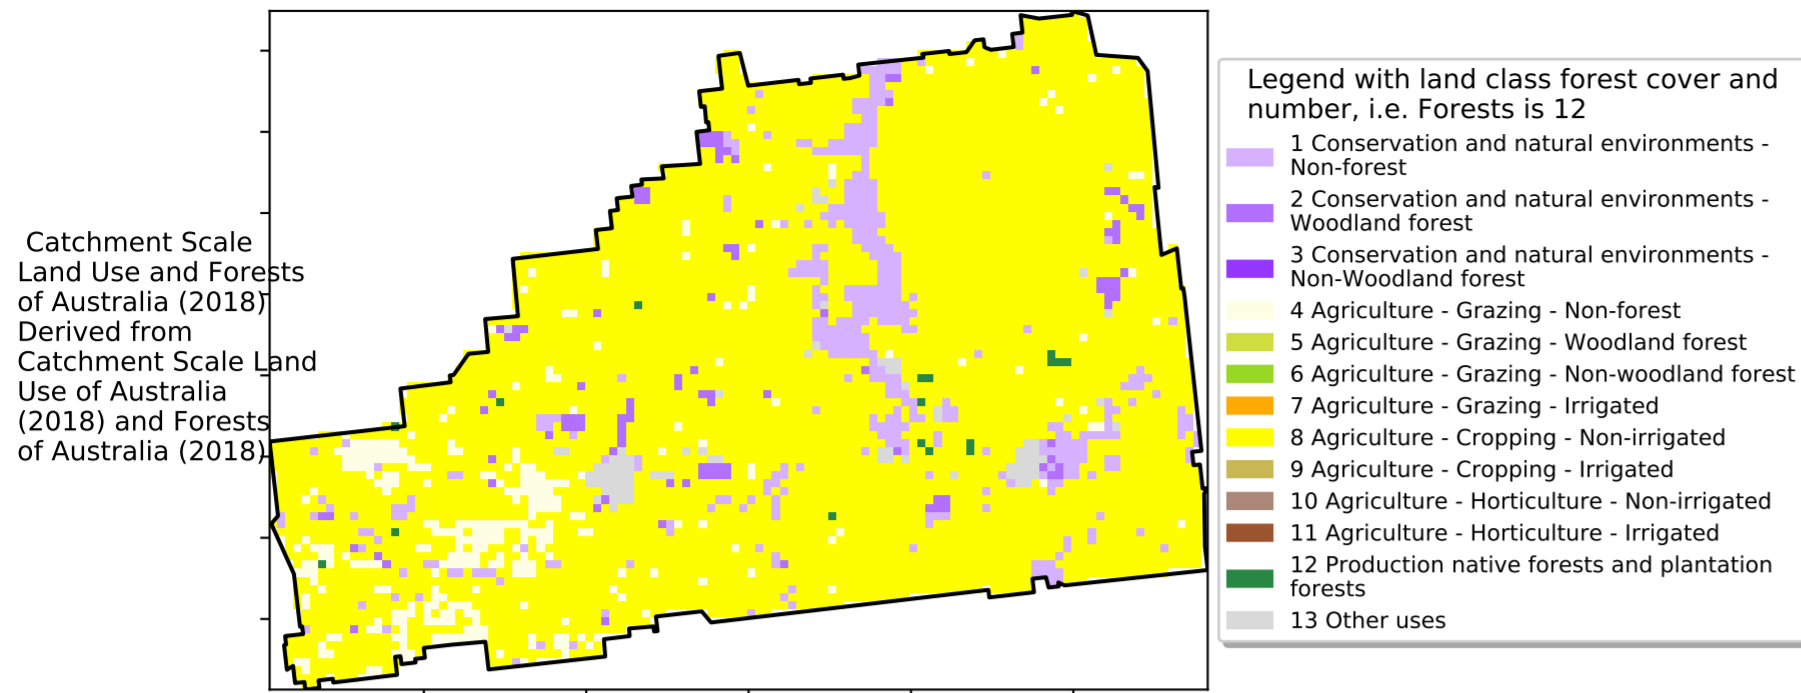 Catchment Scale
Land Use and Forests
of Australia (2018)
Derived from
Catchment Scale Land
Use of Australia
(2018) and Forests
of Australia (2018)
Legend with land class forest cover and
number, i.e. Forests is 12
1 Conservation and natural environments -
Non-forest
2 Conservation and natural environments -
Woodland forest
3 Conservation and natural environments -
Non-Woodland forest
4 Agriculture - Grazing - Non-forest
5 Agriculture - Grazing - Woodland forest
6 Agriculture - Grazing - Non-woodland forest
7 Agriculture - Grazing - Irrigated
8 Agriculture - Cropping - Non-irrigated
9 Agriculture - Cropping - Irrigated
10 Agriculture - Horticulture - Non-irrigated
11 Agriculture - Horticulture - Irrigated
12 Production native forests and plantation
forests
13 Other uses